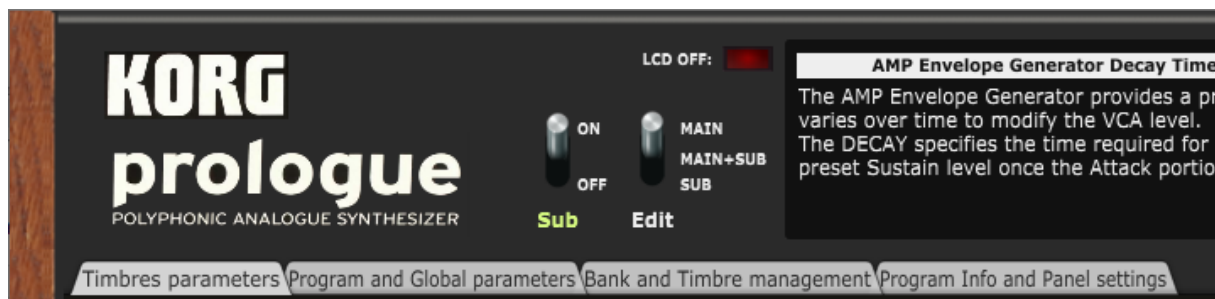 KORG
prologue
POLYPHONIC ANALOGUE SYNTHESIZER
ON
OFF
Sub
LCD OFF:
MAIN
MAIN+SUB
SUB
Edit
AMP Envelope Generator Decay Time
The AMP Envelope Generator provides a
varies over time to modify the VCA level.
The DECAY specifies the time required for
preset Sustain level once the Attack
Timbres parameters
Program and Global parameters
Bank and Timbre management
Program Info and Panel settings